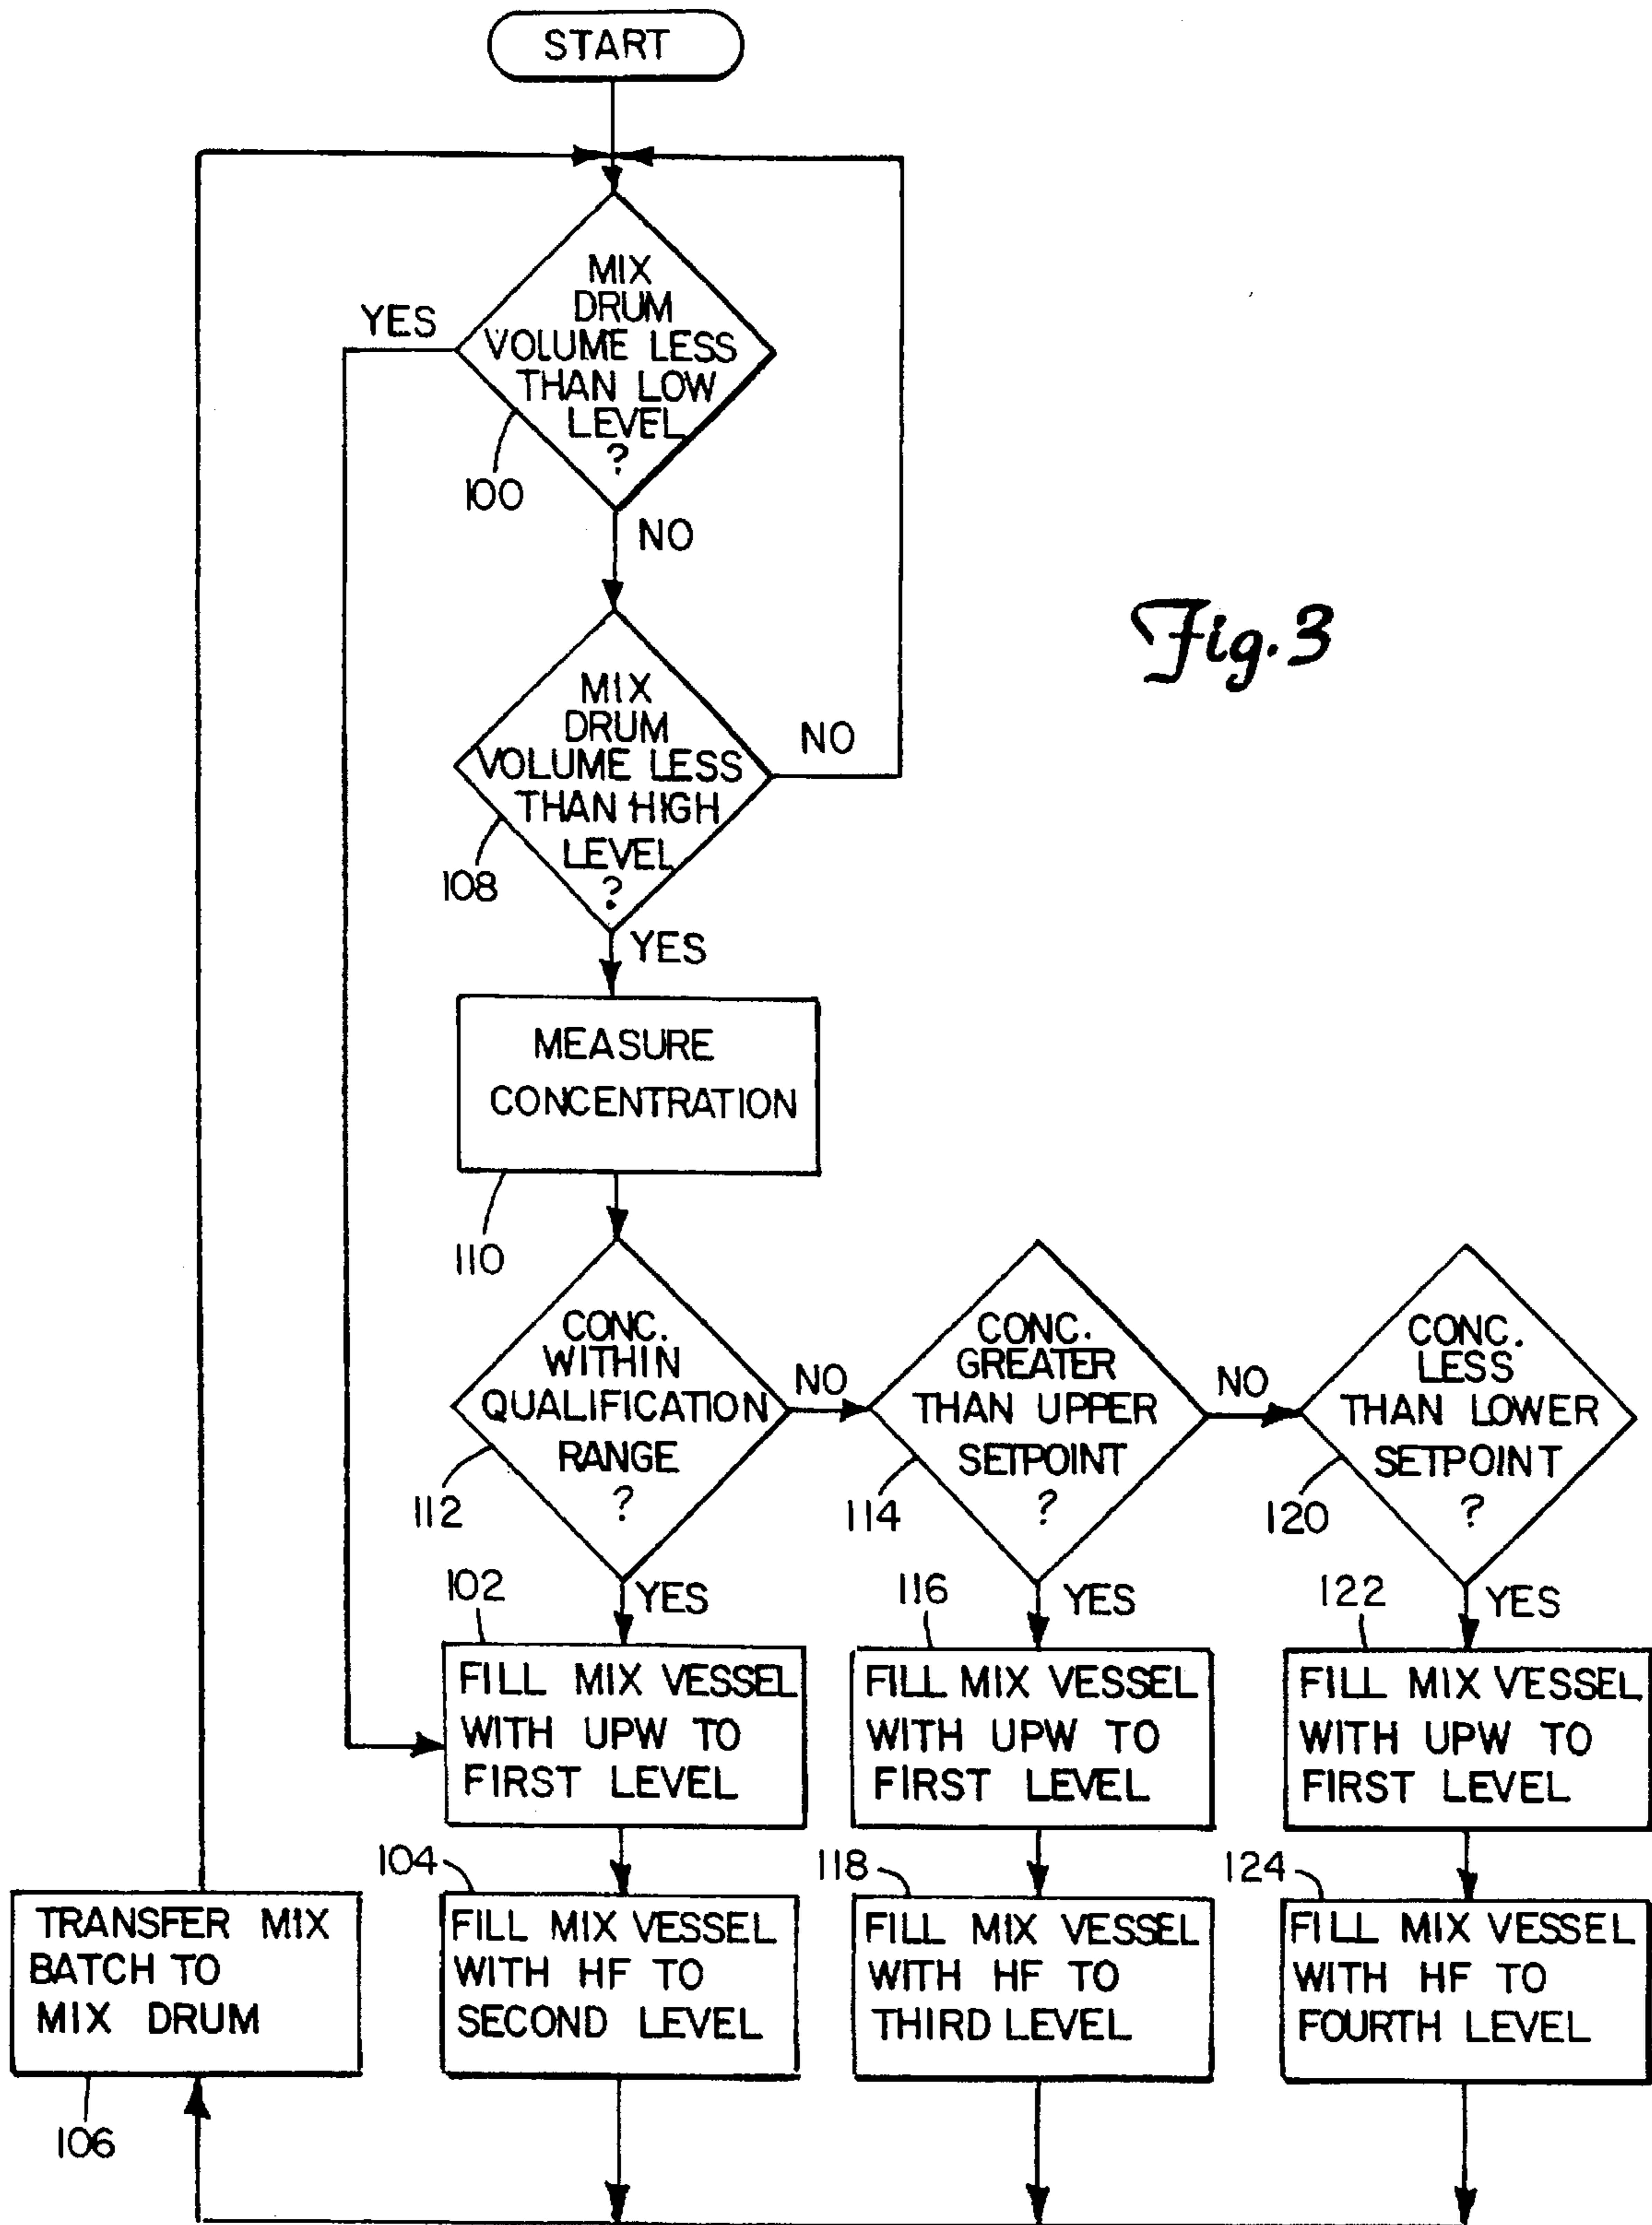 START
MIX
DRUM
VOLUME LESS
THAN LOW
LEVEL
?
YES
100
NO
Fig. 3
MIX
DRUM
VOLUME LESS
THAN HIGH
LEVEL
?
NO
108
YES
MEASURE
CONCENTRATION
110
CONC.
WITHIN
QUALIFICATION
RANGE
?
112
NO
CONC.
GREATER
THAN UPPER
SETPOINT
?
114
NO
CONC.
LESS
THAN LOWER
SETPOINT
?
120
102
YES
116
YES
122
YES
FILL MIX VESSEL
WITH UPW TO
FIRST LEVEL
FILL MIX VESSEL
WITH UPW TO
FIRST LEVEL
FILL MIX VESSEL
WITH UPW TO
FIRST LEVEL
104
118
124
TRANSFER MIX
BATCH TO
MIX DRUM
FILL MIX VESSEL
WITH HF TO
SECOND LEVEL
FILL MIX VESSEL
WITH HF TO
THIRD LEVEL
FILL MIX VESSEL
WITH HF TO
FOURTH LEVEL
106